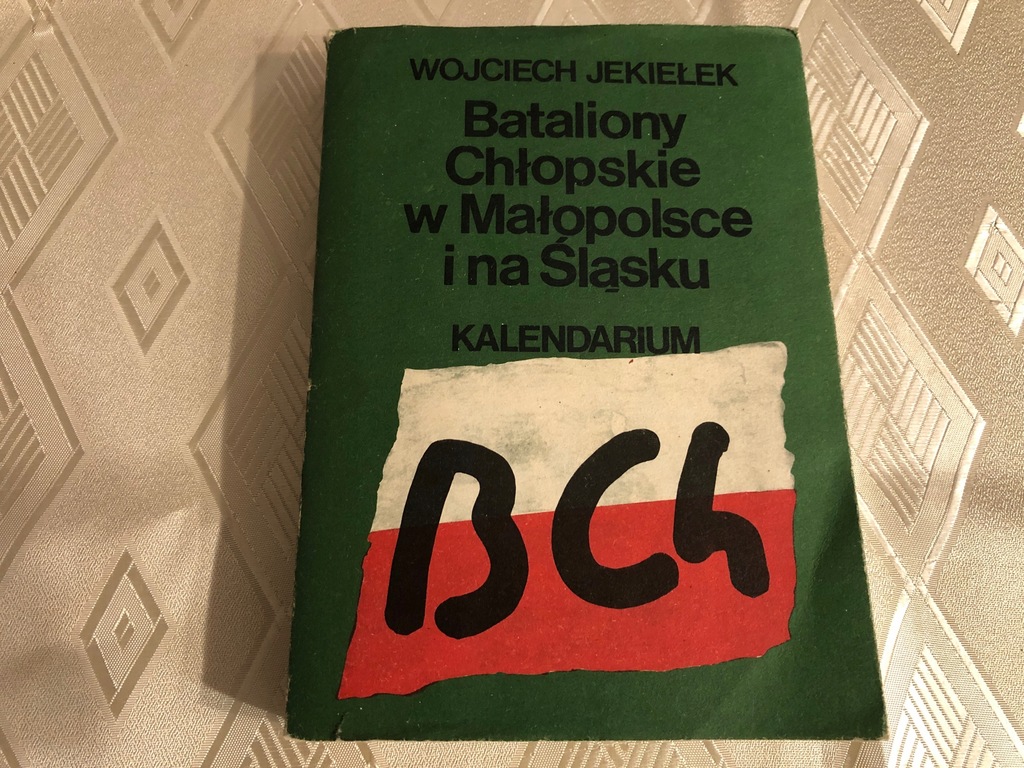 WOJCIECH JEKIEŁEK
Bataliony
Chłopskie
w Małopolsce
i na Śląsku
KALENDARIUM
BCh